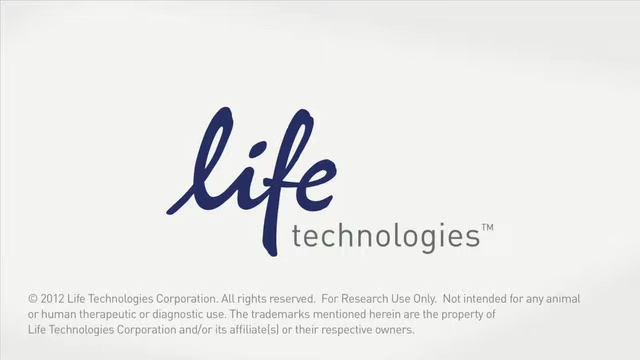 life
technologies™
© 2012 Life Technologies Corporation. All rights reserved.  For Research Use Only.  Not intended for any animal
or human therapeutic or diagnostic use. The trademarks mentioned herein are the property of
Life Technologies Corporation and/or its affiliate(s) or their respective owners.